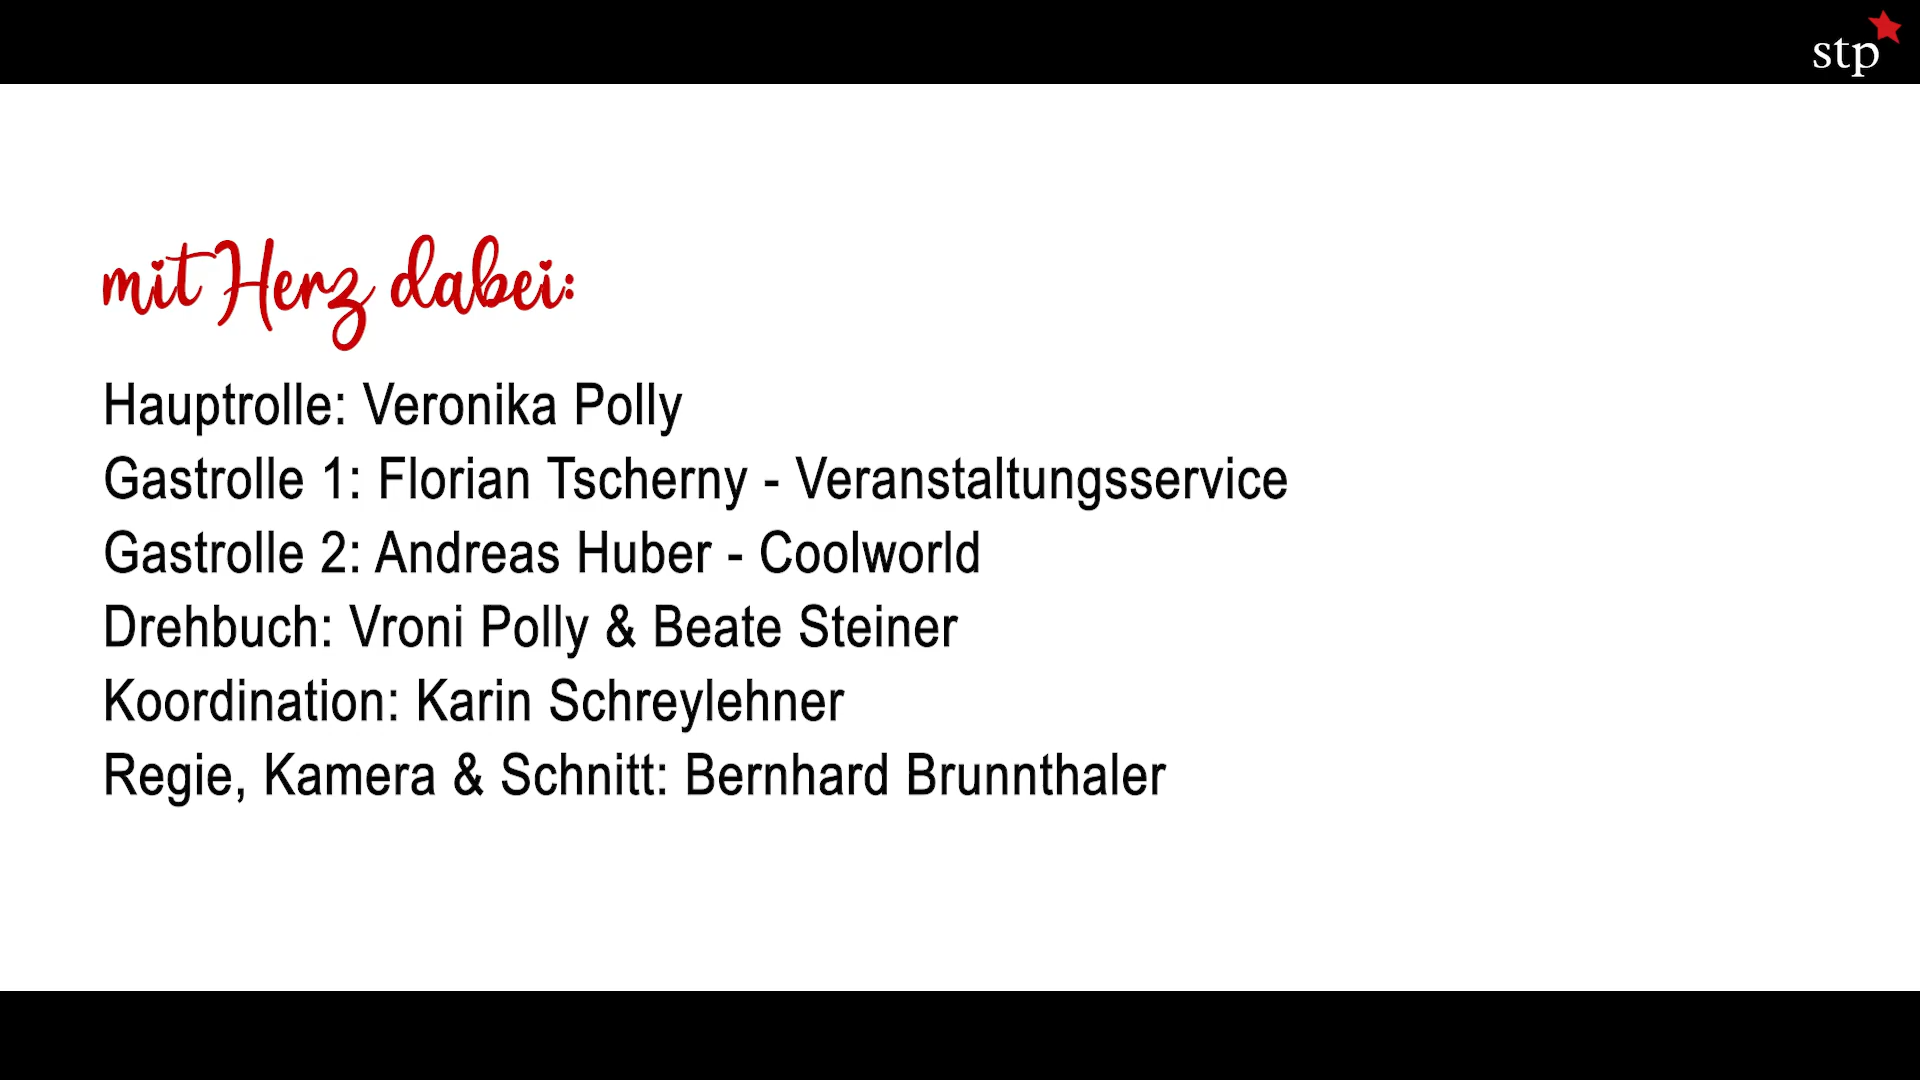 stp
mit Herz dabei:
Hauptrolle: Veronika Polly
Gastrolle 1: Florian Tscherny - Veranstaltungsservice
Gastrolle 2: Andreas Huber - Coolworld
Drehbuch: Vroni Polly & Beate Steiner
Koordination: Karin Schreylehner
Regie, Kamera & Schnitt: Bernhard Brunnthaler